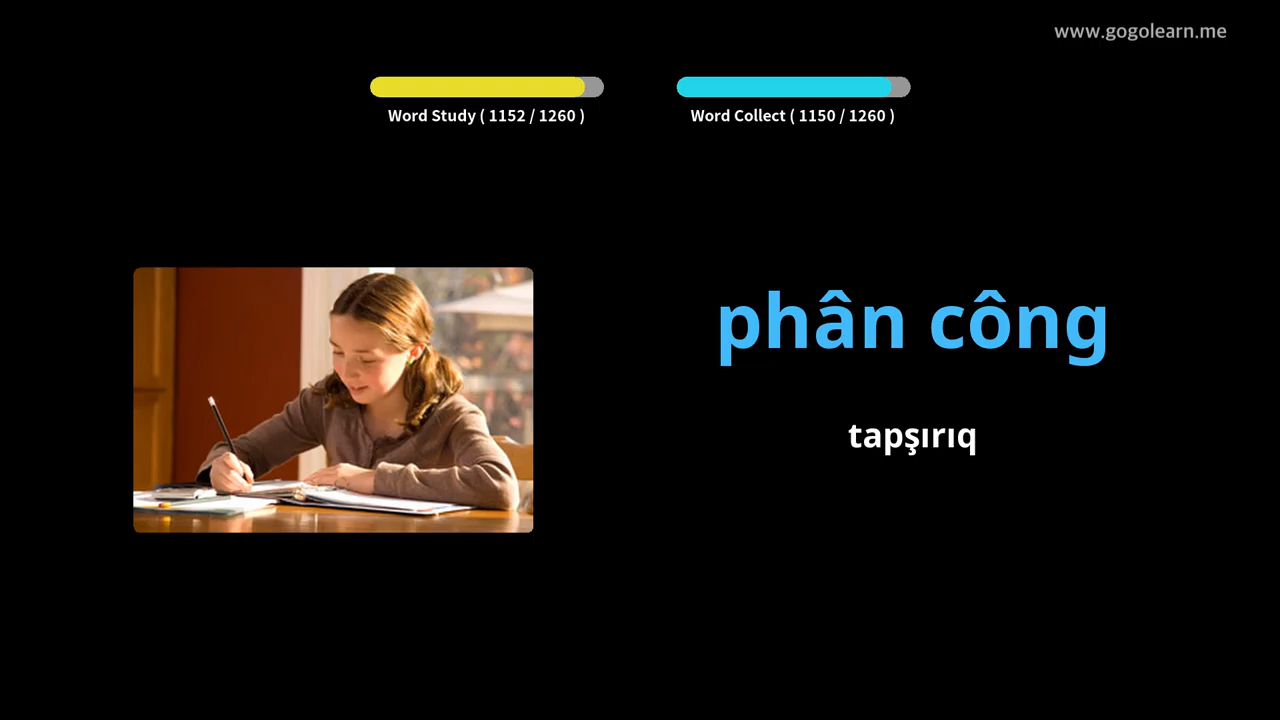 www.gogolearn.me
Word Study ( 1152 / 1260 )
Word Collect ( 1150 / 1260 )
phân công
tapşırıq